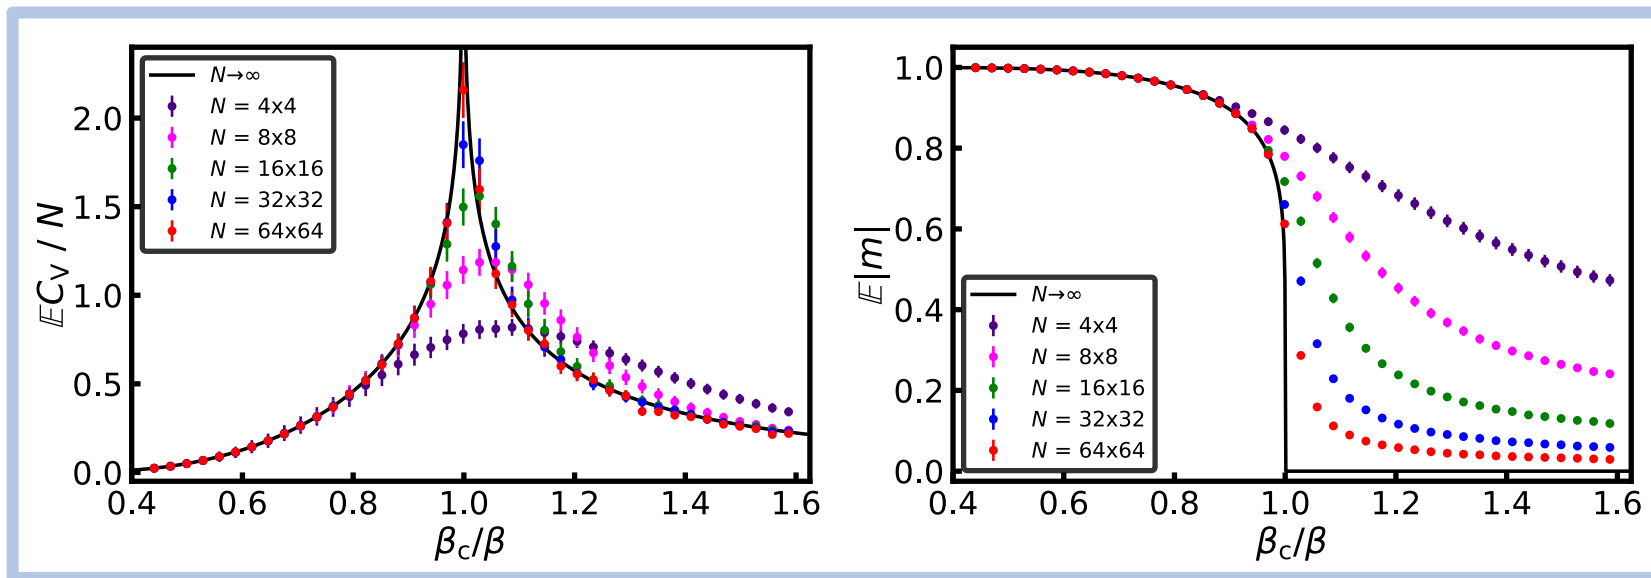 𝔼C_V / N
2.0
1.5
1.0
0.5
0.0
N→∞
N = 4x4
N = 8x8
N = 16x16
N = 32x32
N = 64x64
0.4 0.6 0.8 1.0 1.2 1.4 1.6
β_c/β
𝔼|m|
1.0
0.8
0.6
0.4
0.2
0.0
N→∞
N = 4x4
N = 8x8
N = 16x16
N = 32x32
N = 64x64
0.4 0.6 0.8 1.0 1.2 1.4 1.6
β_c/β